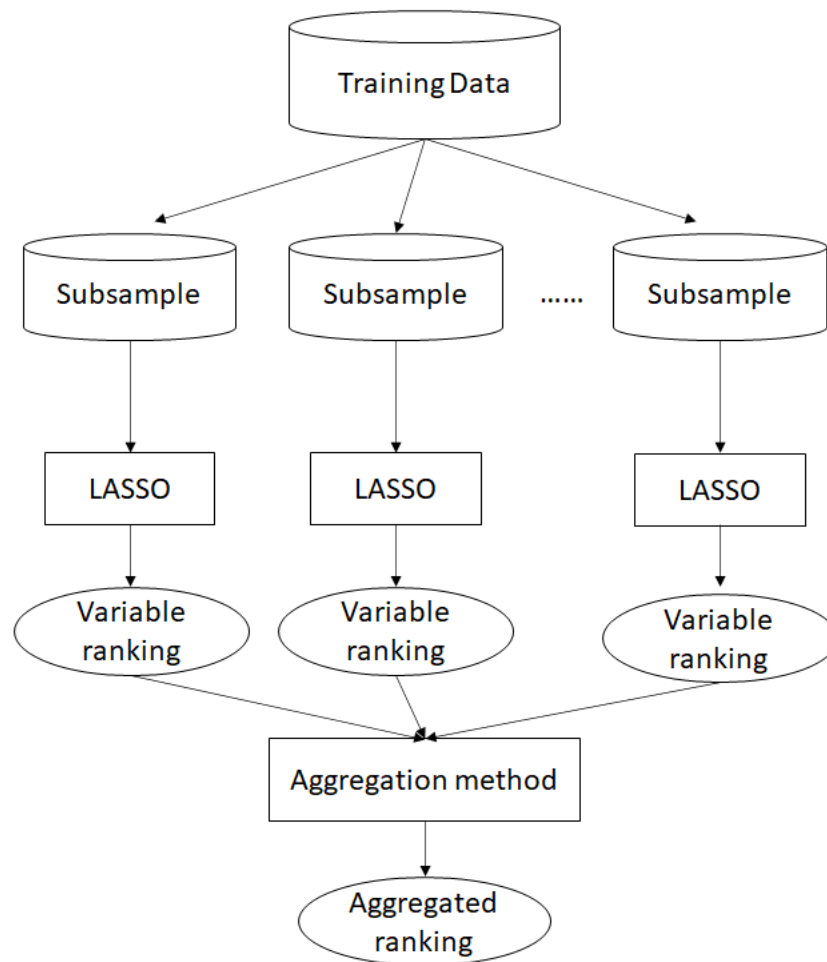 Training Data
Subsample
Subsample
......
Subsample
LASSO
LASSO
LASSO
Variable
ranking
Variable
ranking
Variable
ranking
Aggregation method
Aggregated
ranking